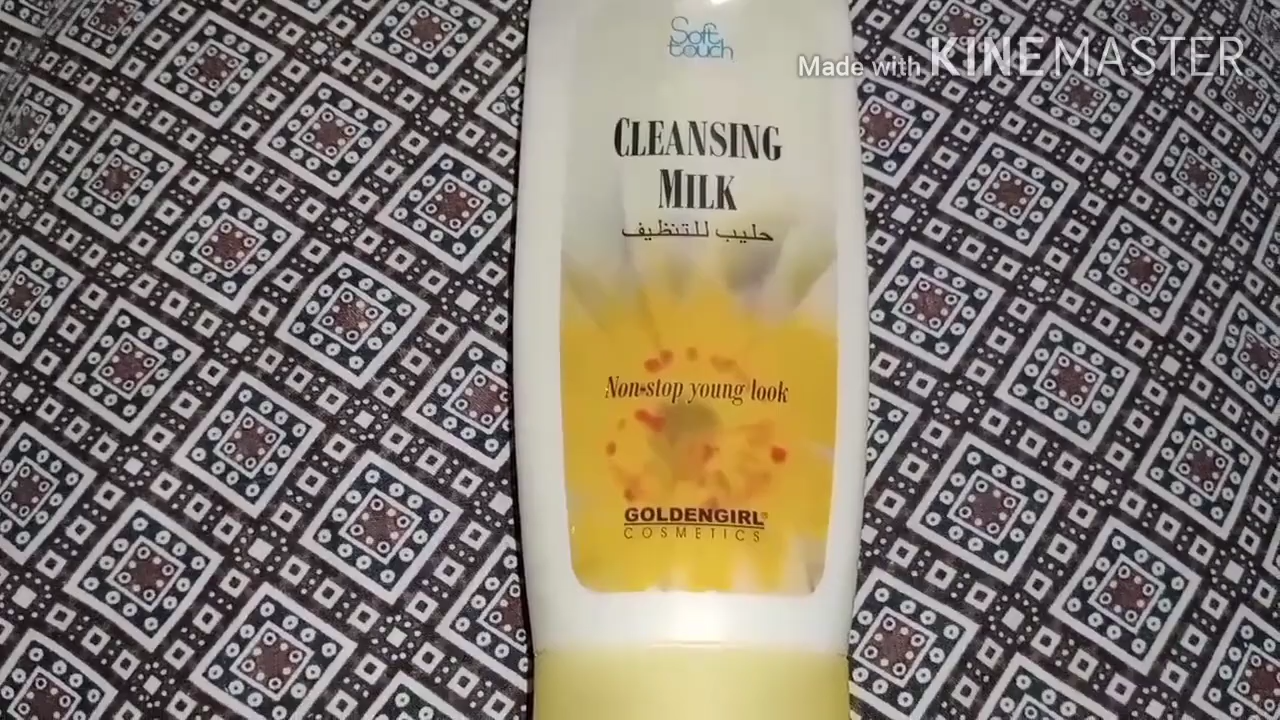 Soft
touch
Made with KINEMASTER
CLEANSING
MILK
حليب للتنظيف
Non-stop young look
GOLDENGIRL®
COSMETICS